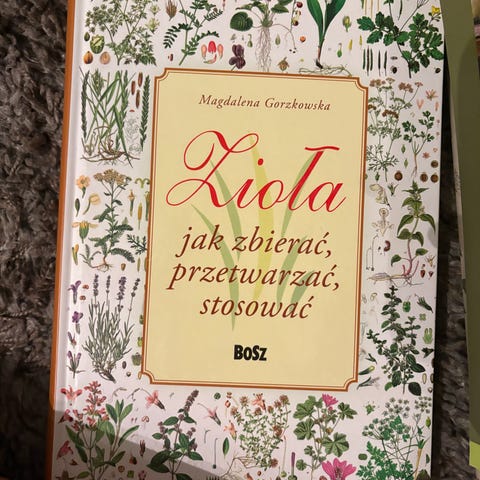 Magdalena Gorzkowska
Zioła
jak zbierać,
przetwarzać,
stosować
BOSZ